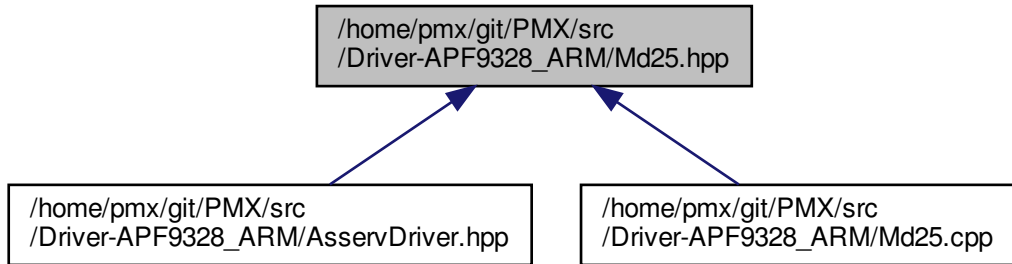 /home/pmx/git/PMX/src
/Driver-APF9328_ARM/Md25.hpp
/home/pmx/git/PMX/src
/Driver-APF9328_ARM/AsservDriver.hpp
/home/pmx/git/PMX/src
/Driver-APF9328_ARM/Md25.cpp